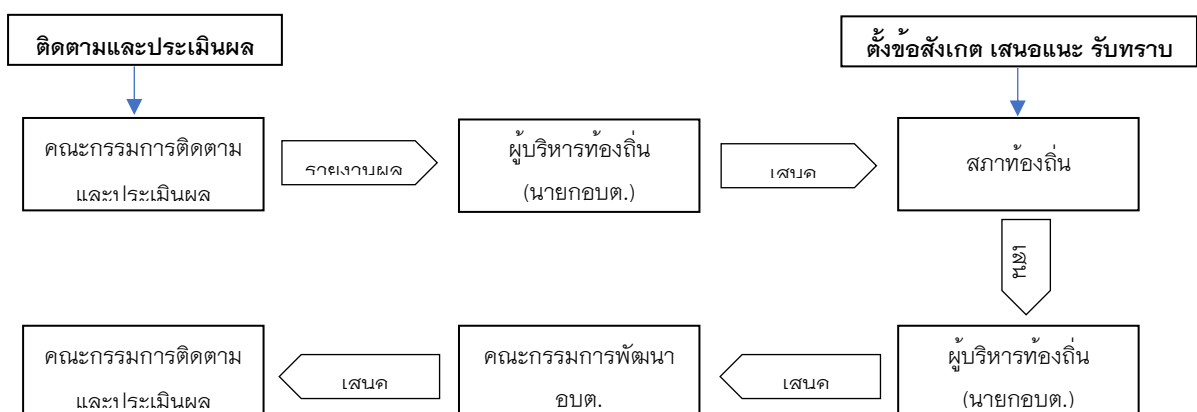 ติดตามและประเมินผล
ตั้งข้อสังเกต เสนอแนะ รับทราบ
คณะกรรมการติดตาม
และประเมินผล
รายงานผล
ผู้บริหารท้องถิ่น
(นายกอบต.)
เสนอ
สภาท้องถิ่น
เสน
คณะกรรมการติดตาม
และประเมินผล
เสนอ
คณะกรรมการพัฒนา
อบต.
เสนอ
ผู้บริหารท้องถิ่น
(นายกอบต.)